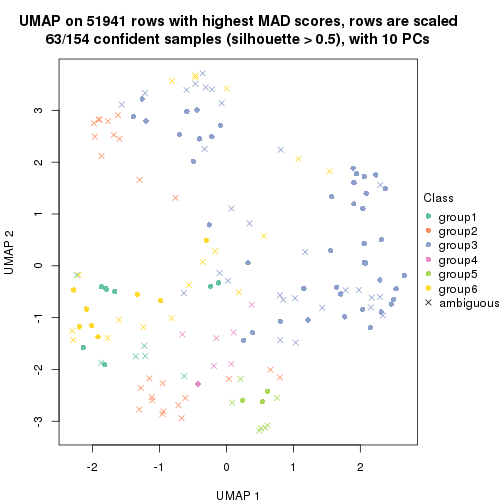 UMAP on 51941 rows with highest MAD scores, rows are scaled
63/154 confident samples (silhouette > 0.5), with 10 PCs
3
2
1
0
-1
-2
-3
UMAP 2
-2
-1
0
1
2
UMAP 1
Class
group1
group2
group3
group4
group5
group6
ambiguous